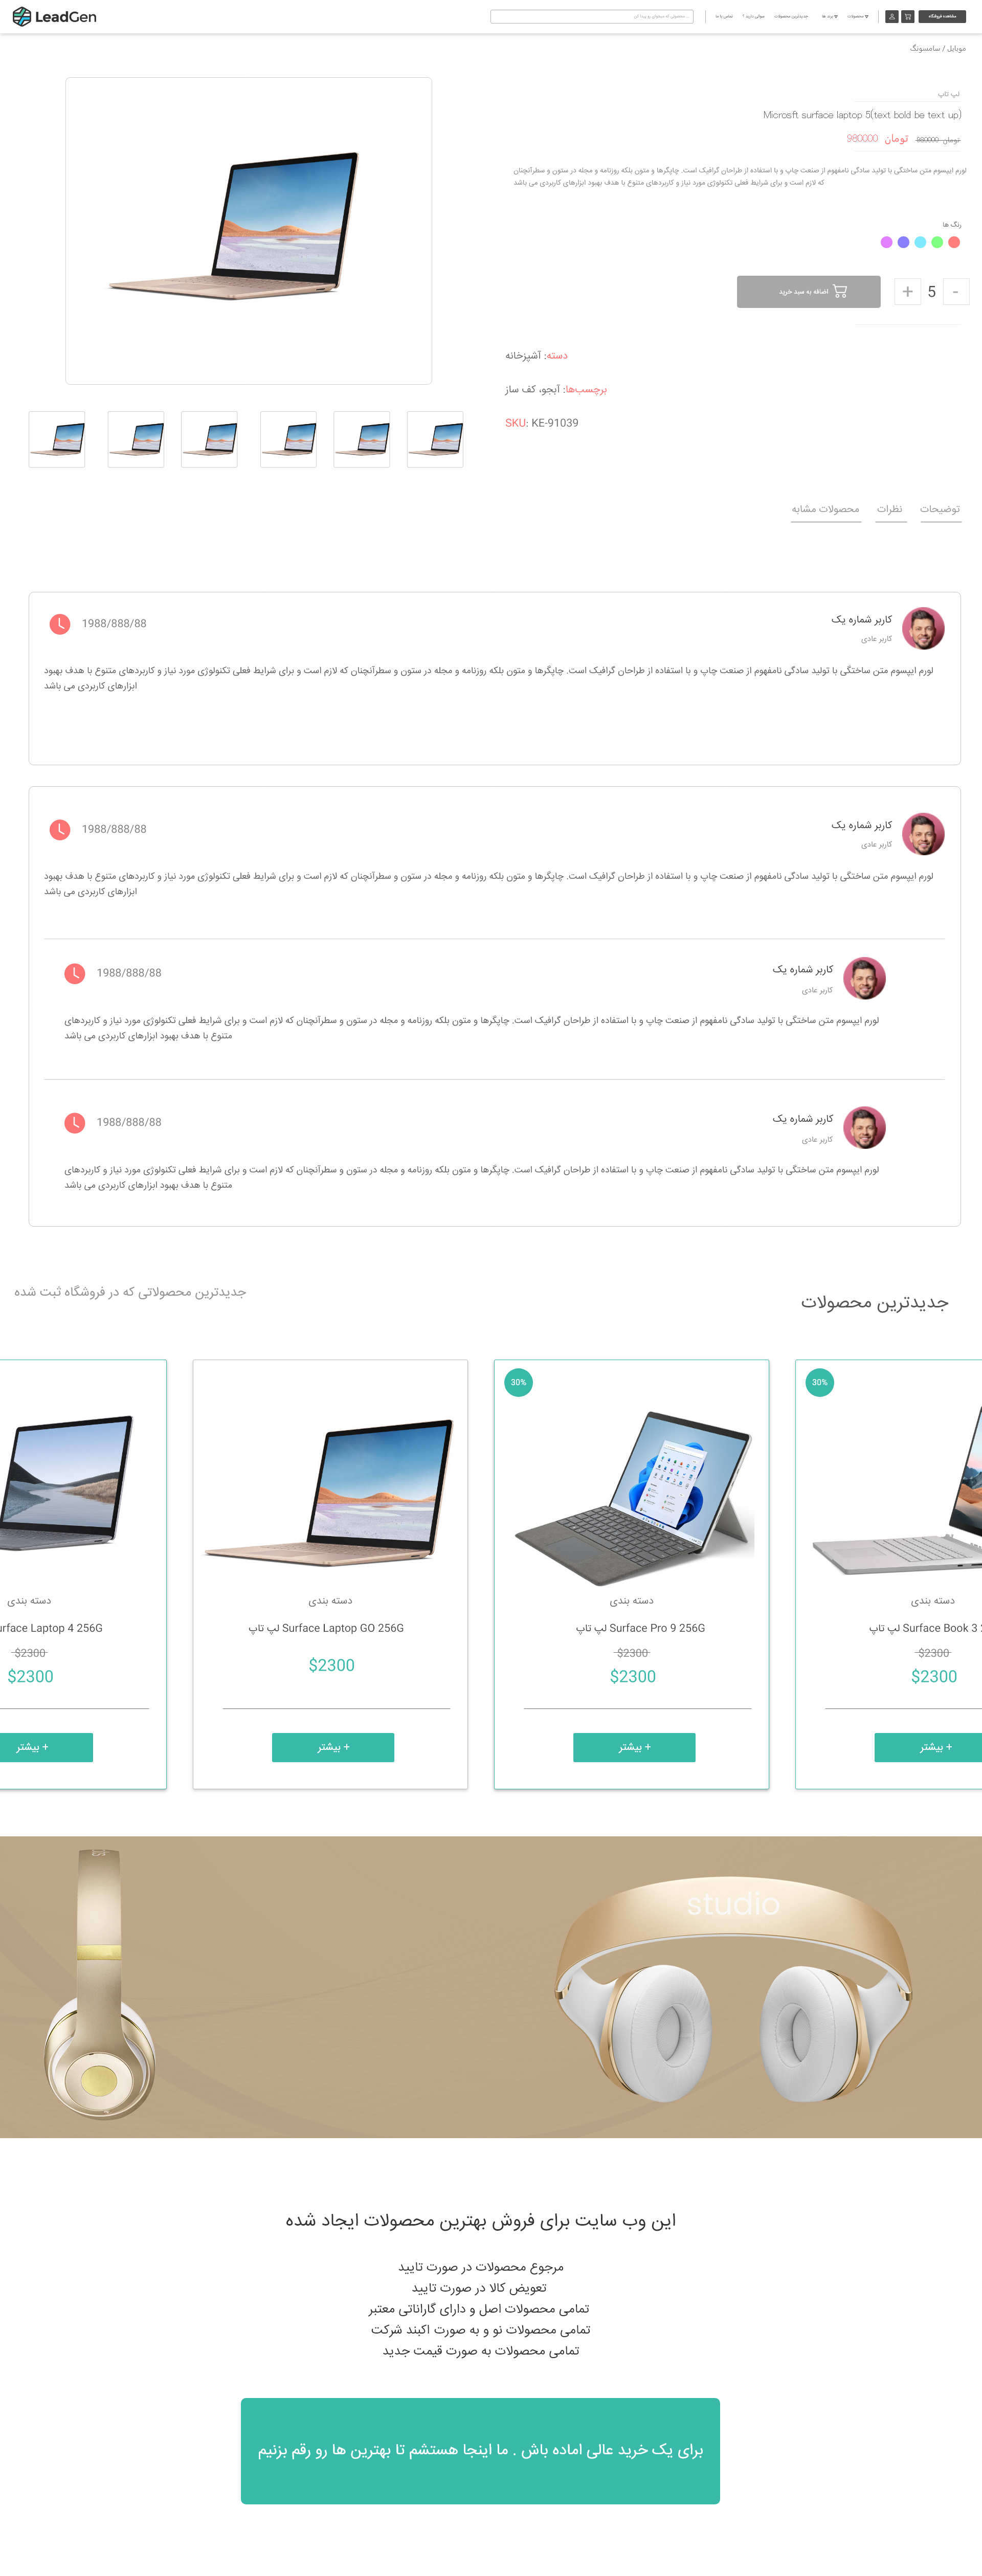 LeadGen
محصولی که میخوای رو پیدا کن ...
تماس با ما
سوالی دارید ؟
جدیدترین محصولات
برند ها
محصولات
مشاهده فروشگاه
موبایل / سامسونگ
لپ تاپ
Microsft surface laptop 5(text bold be text up)
تومان 980000
تومان 980000
لورم ایپسوم متن ساختگی با تولید سادگی نامفهوم از صنعت چاپ و با استفاده از طراحان گرافیک است. چاپگرها و متون بلکه روزنامه و مجله در ستون و سطرآنچنان
که لازم است و برای شرایط فعلی تکنولوژی مورد نیاز و کاربردهای متنوع با هدف بهبود ابزارهای کاربردی می باشد
رنگ ها
- 5 +
اضافه به سبد خرید
دسته: آشپزخانه
برچسب‌ها: آبجو، کف ساز
SKU: KE-91039
توضیحات
نظرات
محصولات مشابه
کاربر شماره یک
کاربر عادی
1988/888/88
لورم ایپسوم متن ساختگی با تولید سادگی نامفهوم از صنعت چاپ و با استفاده از طراحان گرافیک است. چاپگرها و متون بلکه روزنامه و مجله در ستون و سطرآنچنان که لازم است و برای شرایط فعلی تکنولوژی مورد نیاز و کاربردهای متنوع با هدف بهبود
ابزارهای کاربردی می باشد
کاربر شماره یک
کاربر عادی
1988/888/88
لورم ایپسوم متن ساختگی با تولید سادگی نامفهوم از صنعت چاپ و با استفاده از طراحان گرافیک است. چاپگرها و متون بلکه روزنامه و مجله در ستون و سطرآنچنان که لازم است و برای شرایط فعلی تکنولوژی مورد نیاز و کاربردهای متنوع با هدف بهبود
ابزارهای کاربردی می باشد
کاربر شماره یک
کاربر عادی
1988/888/88
لورم ایپسوم متن ساختگی با تولید سادگی نامفهوم از صنعت چاپ و با استفاده از طراحان گرافیک است. چاپگرها و متون بلکه روزنامه و مجله در ستون و سطرآنچنان که لازم است و برای شرایط فعلی تکنولوژی مورد نیاز و کاربردهای
متنوع با هدف بهبود ابزارهای کاربردی می باشد
کاربر شماره یک
کاربر عادی
1988/888/88
لورم ایپسوم متن ساختگی با تولید سادگی نامفهوم از صنعت چاپ و با استفاده از طراحان گرافیک است. چاپگرها و متون بلکه روزنامه و مجله در ستون و سطرآنچنان که لازم است و برای شرایط فعلی تکنولوژی مورد نیاز و کاربردهای
متنوع با هدف بهبود ابزارهای کاربردی می باشد
جدیدترین محصولات
جدیدترین محصولاتی که در فروشگاه ثبت شده
30%
دسته بندی
لپ تاپ Surface Book 3
$2300
$2300
+ بیشتر
30%
دسته بندی
لپ تاپ Surface Pro 9 256G
$2300
$2300
+ بیشتر
دسته بندی
لپ تاپ Surface Laptop GO 256G
$2300
+ بیشتر
دسته بندی
urface Laptop 4 256G
$2300
$2300
+ بیشتر
studio
این وب سایت برای فروش بهترین محصولات ایجاد شده
مرجوع محصولات در صورت تایید
تعویض کالا در صورت تایید
تمامی محصولات اصل و دارای گاراناتی معتبر
تمامی محصولات نو و به صورت اکبند شرکت
تمامی محصولات به صورت قیمت جدید
برای یک خرید عالی اماده باش . ما اینجا هستشم تا بهترین ها رو رقم بزنیم